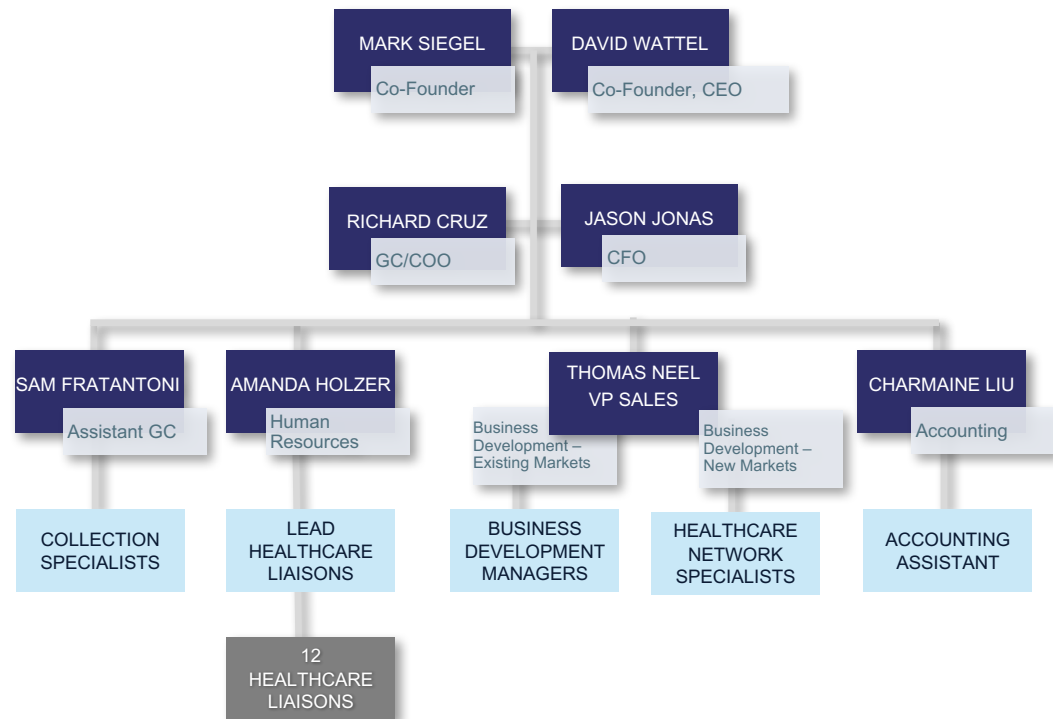 MARK SIEGEL
Co-Founder
DAVID WATTEL
Co-Founder, CEO
RICHARD CRUZ
GC/COO
JASON JONAS
CFO
SAM FRATANTONI
Assistant GC
AMANDA HOLZER
Human
Resources
THOMAS NEEL
VP SALES
Business
Development –
Existing Markets
Business
Development –
New Markets
CHARMAINE LIU
Accounting
COLLECTION
SPECIALISTS
LEAD
HEALTHCARE
LIAISONS
BUSINESS
DEVELOPMENT
MANAGERS
HEALTHCARE
NETWORK
SPECIALISTS
ACCOUNTING
ASSISTANT
12
HEALTHCARE
LIAISONS